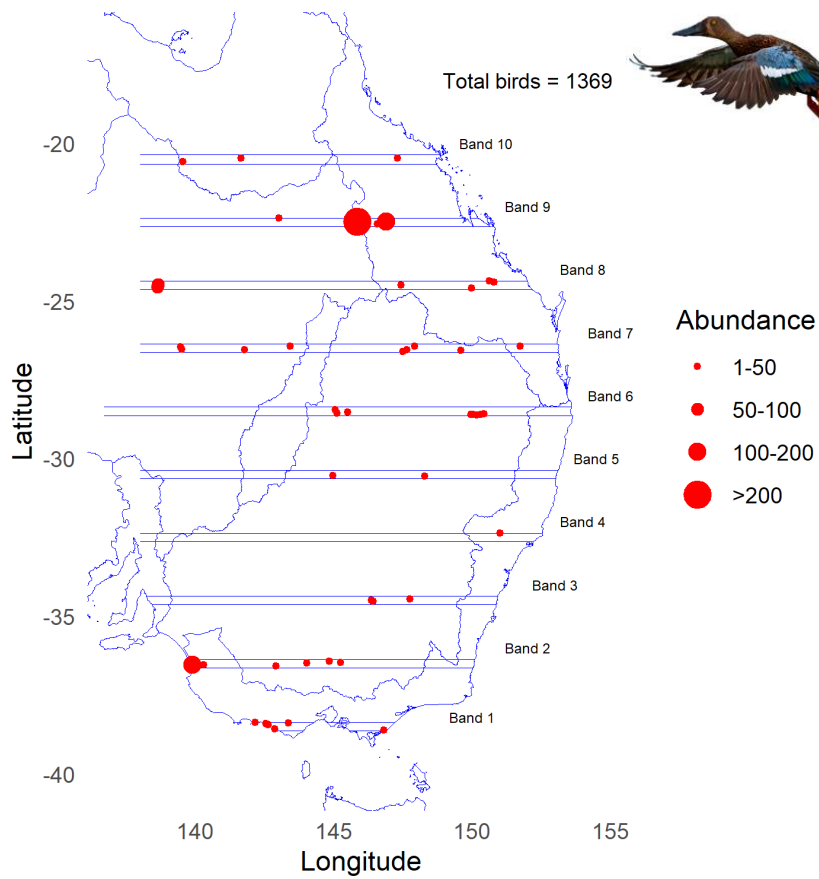 Total birds = 1369
-20
Band 10
Band 9
Band 8
-25
Abundance
Band 7
1-50
Band 6
50-100
Latitude
100-200
-30
Band 5
>200
Band 4
Band 3
-35
Band 2
Band 1
-40
140
145
150
155
Longitude